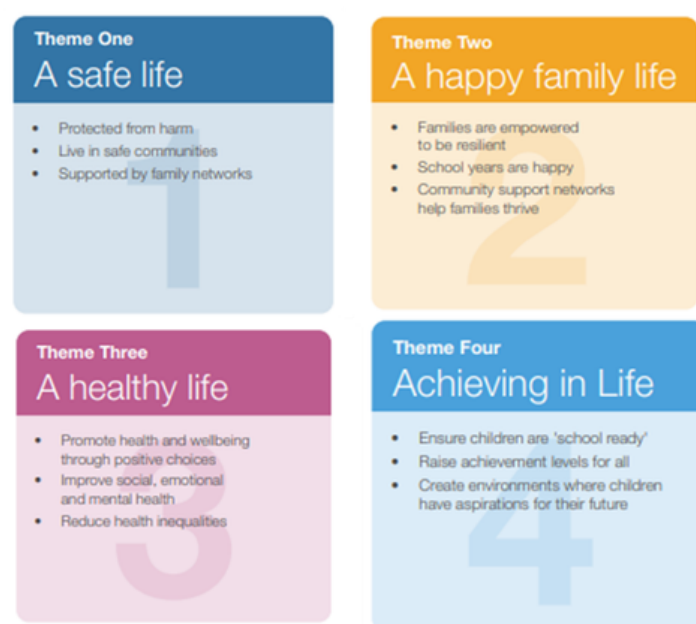 Theme One
A safe life
• Protected from harm
• Live in safe communities
• Supported by family networks
1
Theme Two
A happy family life
• Families are empowered
to be resilient
• School years are happy
• Community support networks
help families thrive
2
Theme Three
A healthy life
• Promote health and wellbeing
through positive choices
• Improve social, emotional
and mental health
• Reduce health inequalities
3
Theme Four
Achieving in Life
• Ensure children are 'school ready'
• Raise achievement levels for all
• Create environments where children
have aspirations for their future
4